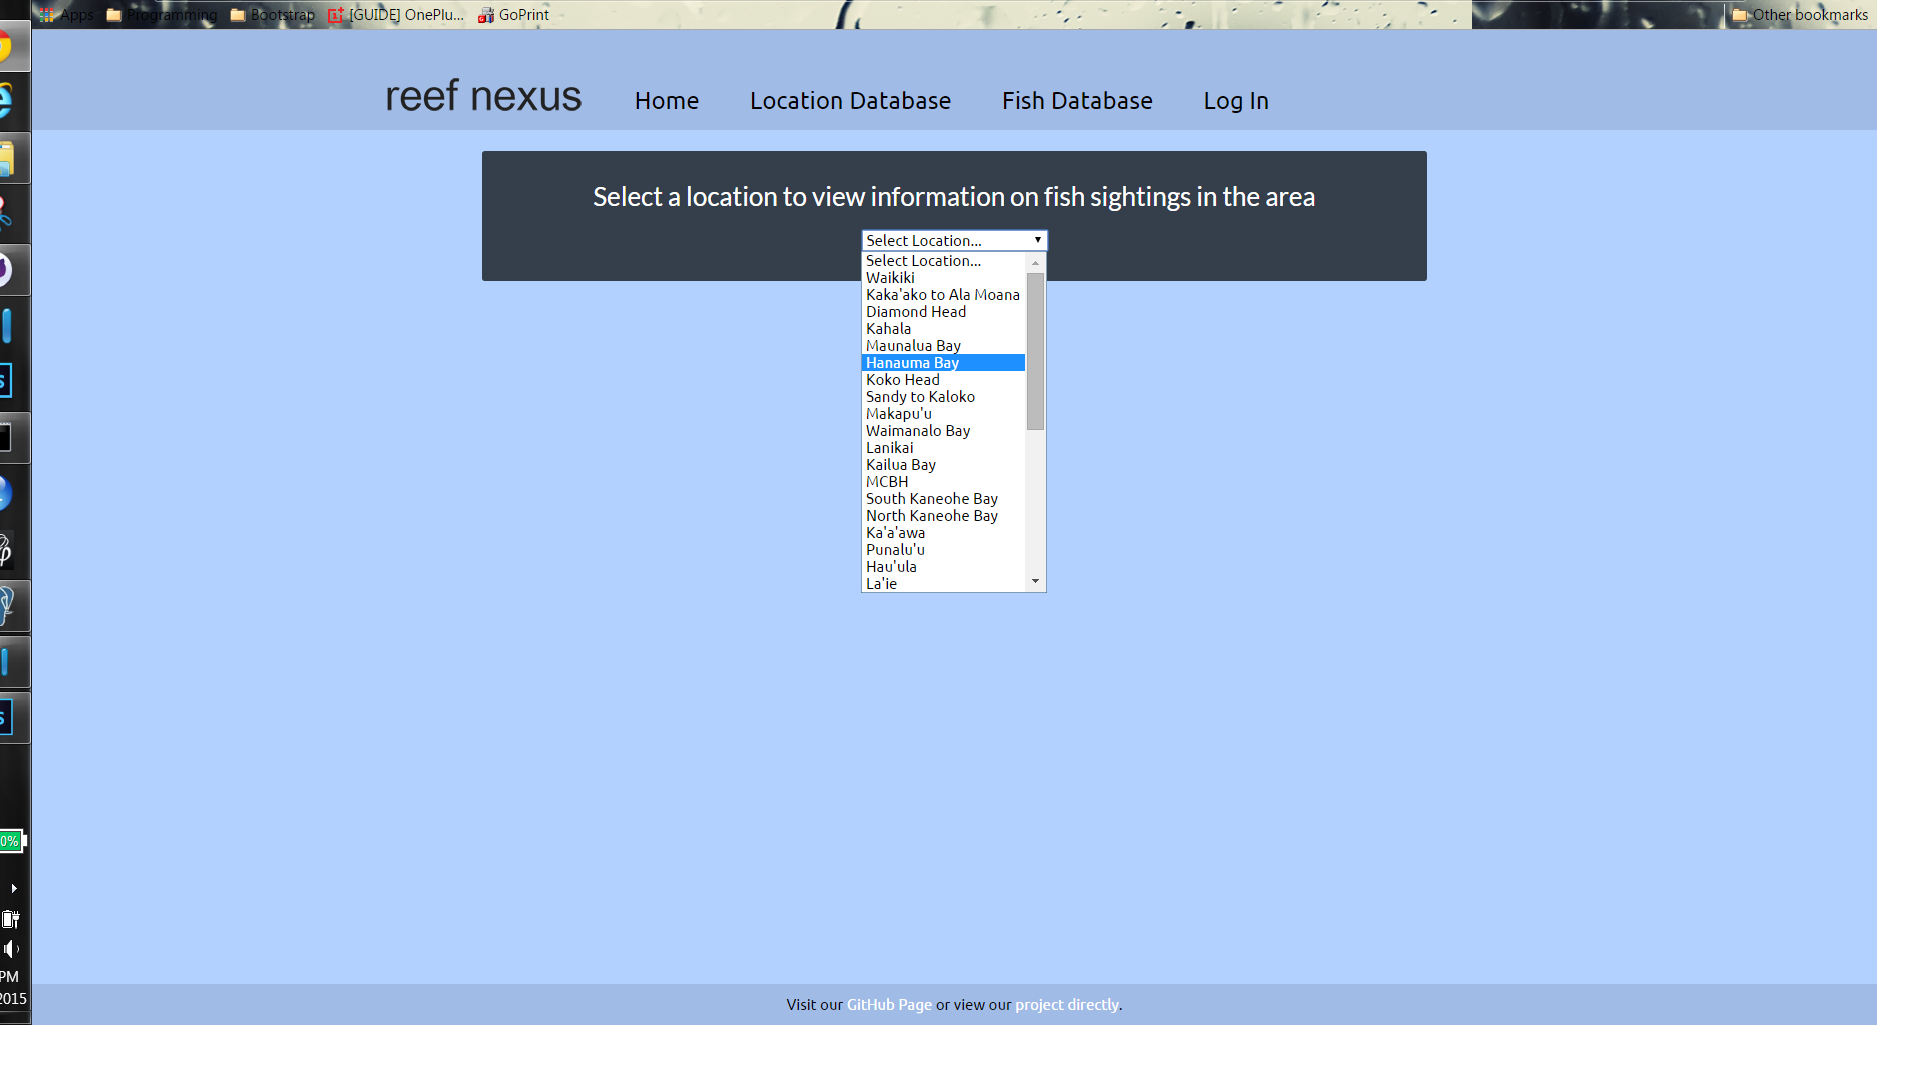 Apps Programming Bootstrap [GUIDE] OnePlu... GoPrint Other bookmarks
reef nexus Home Location Database Fish Database Log In
Select a location to view information on fish sightings in the area
Select Location...
Select Location...
Waikiki
Kaka'ako to Ala Moana
Diamond Head
Kahala
Maunalua Bay
Hanauma Bay
Koko Head
Sandy to Kaloko
Makapu'u
Waimanalo Bay
Lanikai
Kailua Bay
MCBH
South Kaneohe Bay
North Kaneohe Bay
Ka'a'awa
Punalu'u
Hau'ula
La'ie
0%
PM
2015
Visit our GitHub Page or view our project directly.